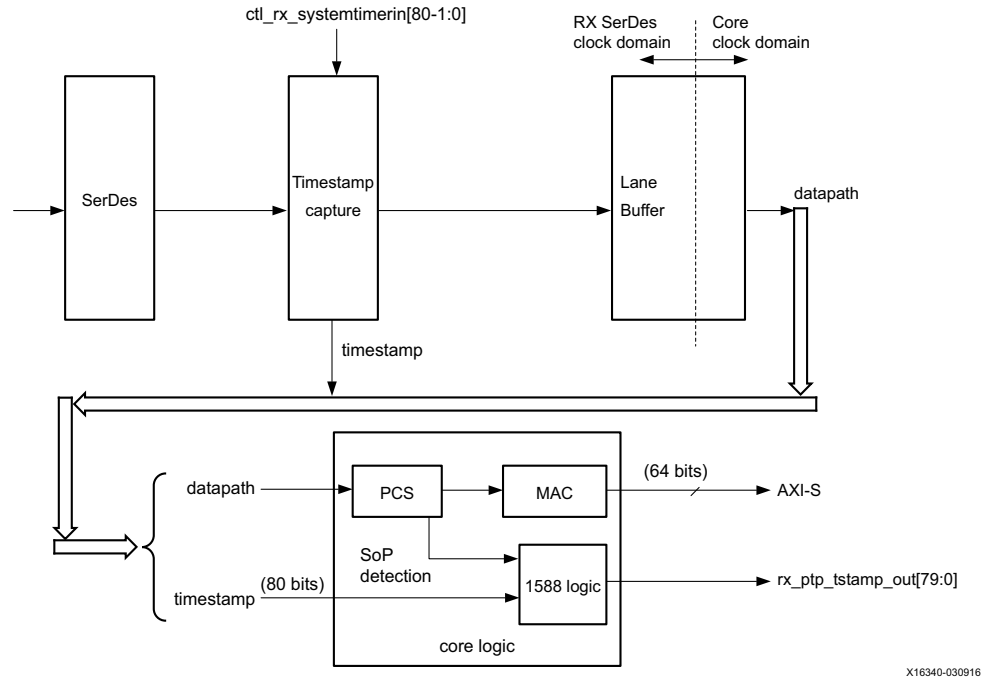 ctl_rx_systemtimerin[80-1:0]
RX SerDes
clock domain
Core
clock domain
SerDes
Timestamp
capture
Lane
Buffer
datapath
timestamp
datapath
PCS
MAC
(64 bits)
AXI-S
SoP
detection
timestamp
(80 bits)
1588 logic
rx_ptp_tstamp_out[79:0]
core logic
X16340-030916